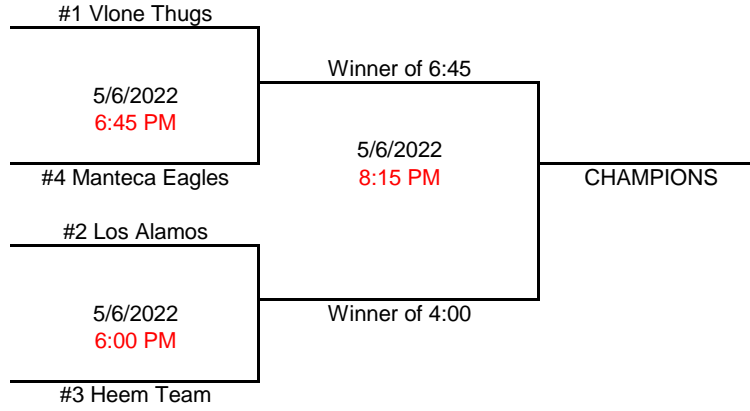 #1 Vlone Thugs
Winner of 6:45
5/6/2022
6:45 PM
5/6/2022
8:15 PM
#4 Manteca Eagles
CHAMPIONS
#2 Los Alamos
5/6/2022
6:00 PM
Winner of 4:00
#3 Heem Team